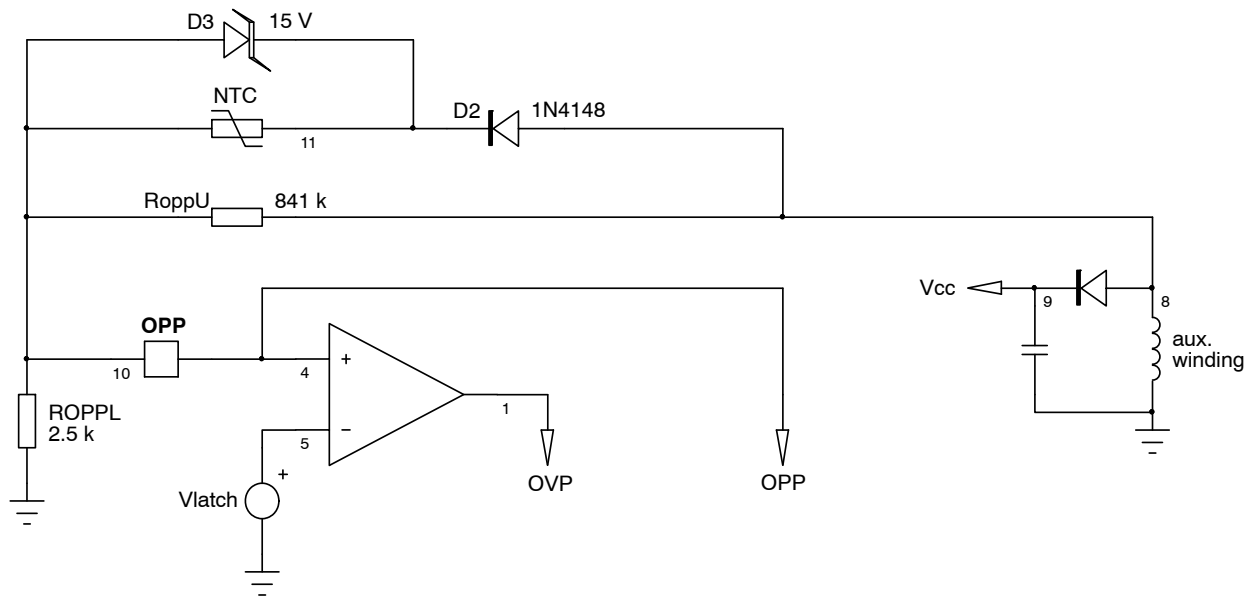 D3 15 V
NTC
11
D2 1N4148
RoppU 841 k
Vcc
9
8
aux.
winding
OPP
10
4
+
1
5
−
ROPPL
2.5 k
+
Vlatch
OVP
OPP